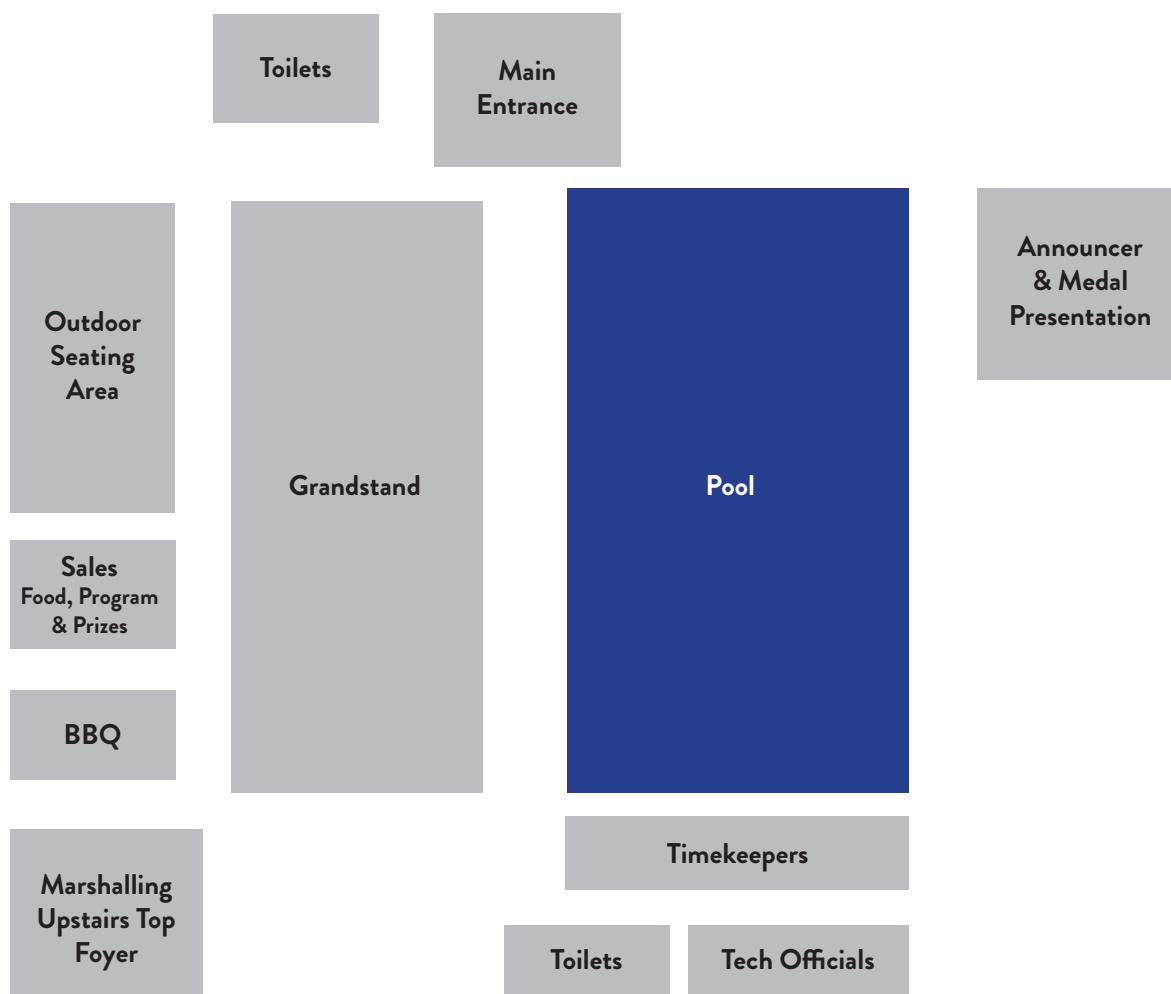 Toilets
Main
Entrance
Outdoor
Seating
Area
Announcer
& Medal
Presentation
Grandstand
Pool
Sales
Food, Program
& Prizes
BBQ
Timekeepers
Marshalling
Upstairs Top
Foyer
Toilets
Tech Officials